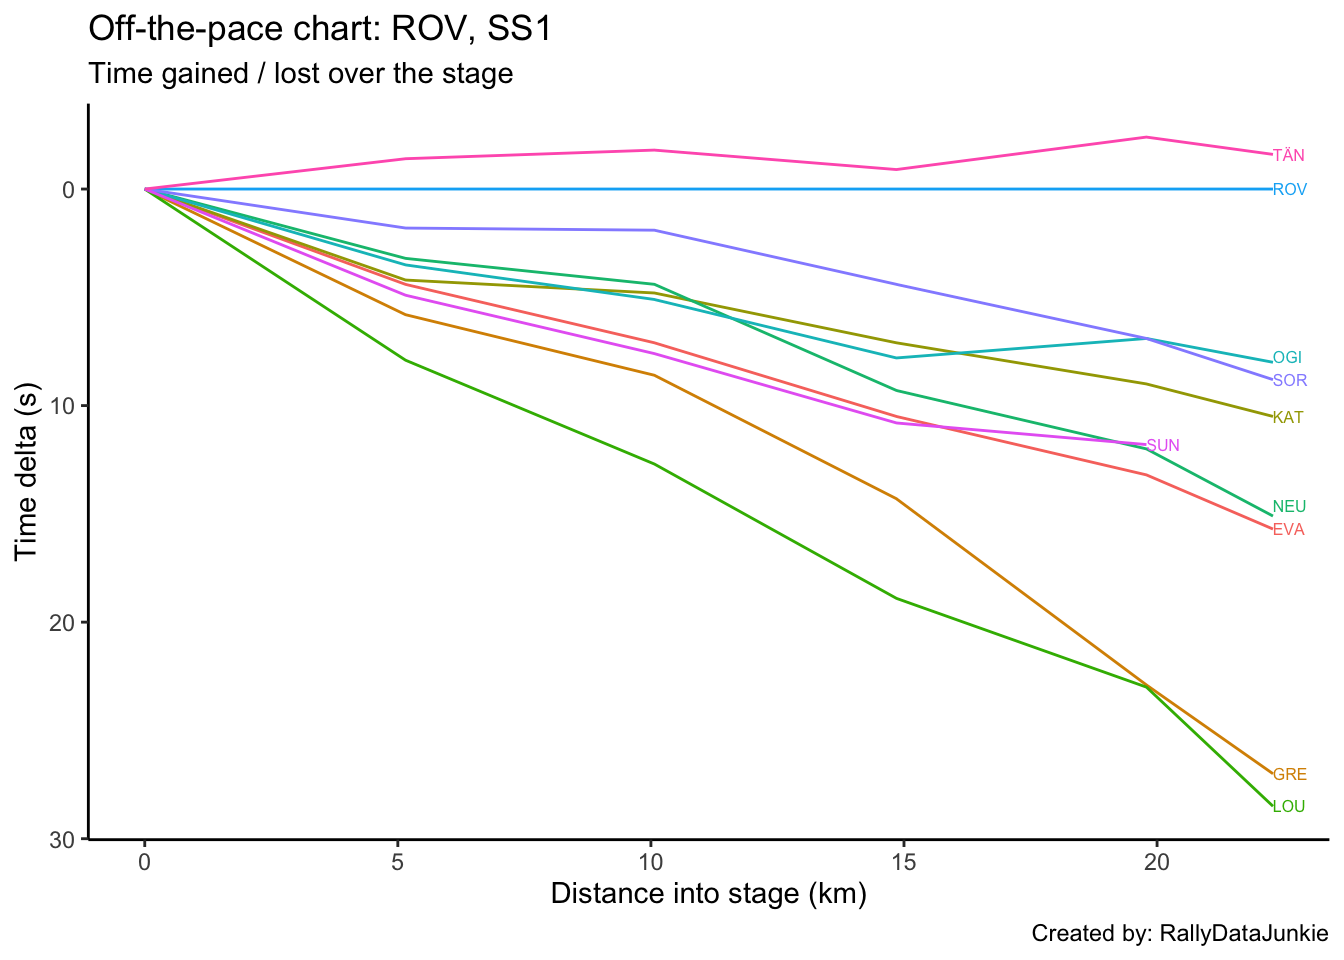 Off-the-pace chart: ROV, SS1
Time gained / lost over the stage
Time delta (s)
0
10
20
30
TÄN
ROV
OGI
SOR
KAT
SUN
NEU
EVA
GRE
LOU
0 5 10 15 20
Distance into stage (km)
Created by: RallyDataJunkie